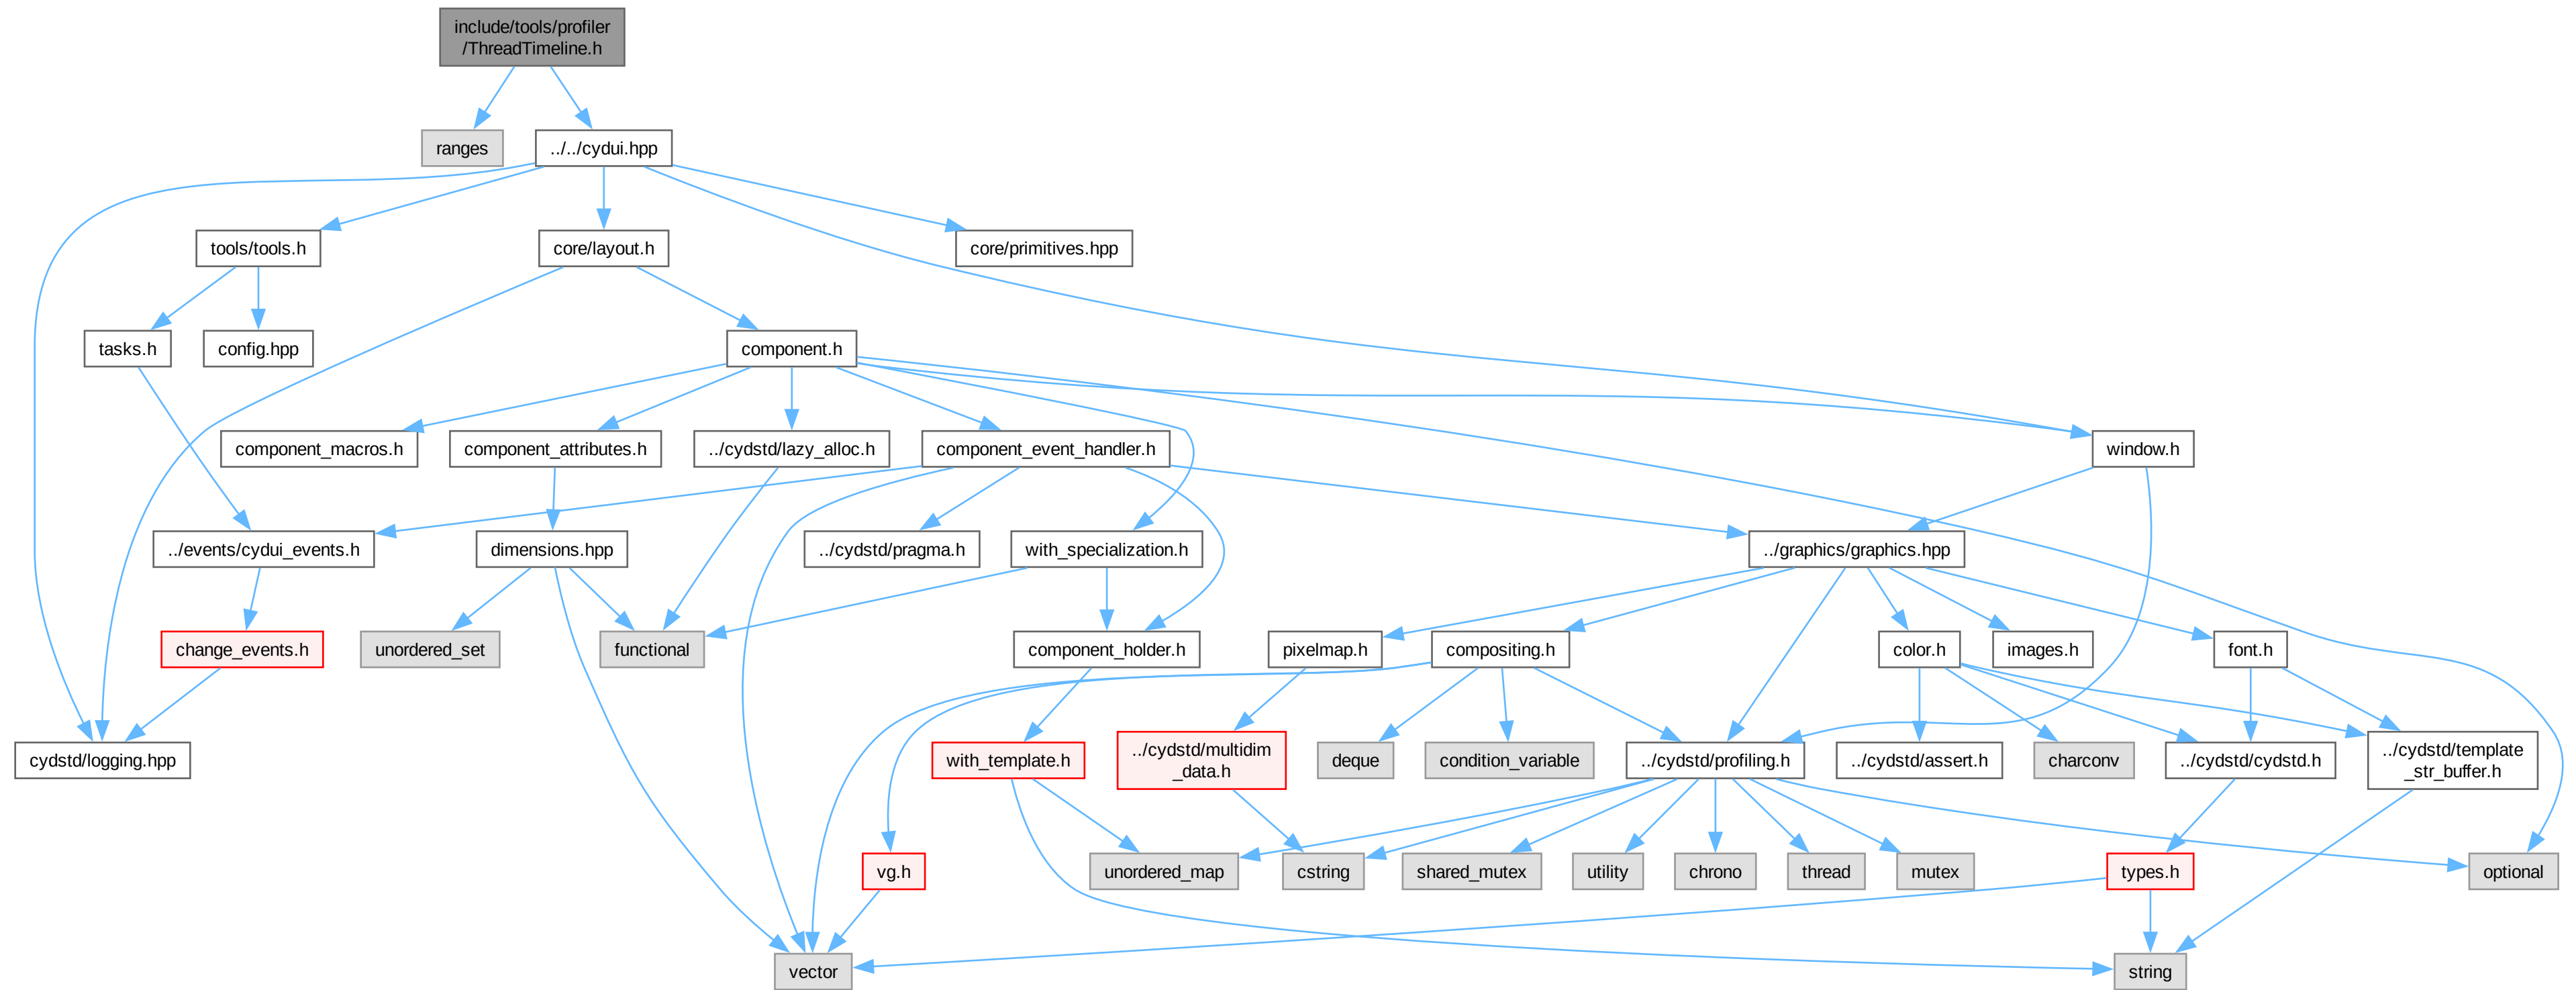 include/tools/profiler
/ThreadTimeline.h
ranges
../../cydui.hpp
tools/tools.h
core/layout.h
core/primitives.hpp
tasks.h
config.hpp
component.h
component_macros.h
component_attributes.h
../cydstd/lazy_alloc.h
component_event_handler.h
window.h
../events/cydui_events.h
dimensions.hpp
../cydstd/pragma.h
with_specialization.h
../graphics/graphics.hpp
change_events.h
unordered_set
functional
component_holder.h
pixelmap.h
compositing.h
color.h
images.h
font.h
cydstd/logging.hpp
with_template.h
../cydstd/multidim
_data.h
deque
condition_variable
../cydstd/profiling.h
../cydstd/assert.h
charconv
../cydstd/cydstd.h
../cydstd/template
_str_buffer.h
vg.h
unordered_map
cstring
shared_mutex
utility
chrono
thread
mutex
types.h
optional
vector
string